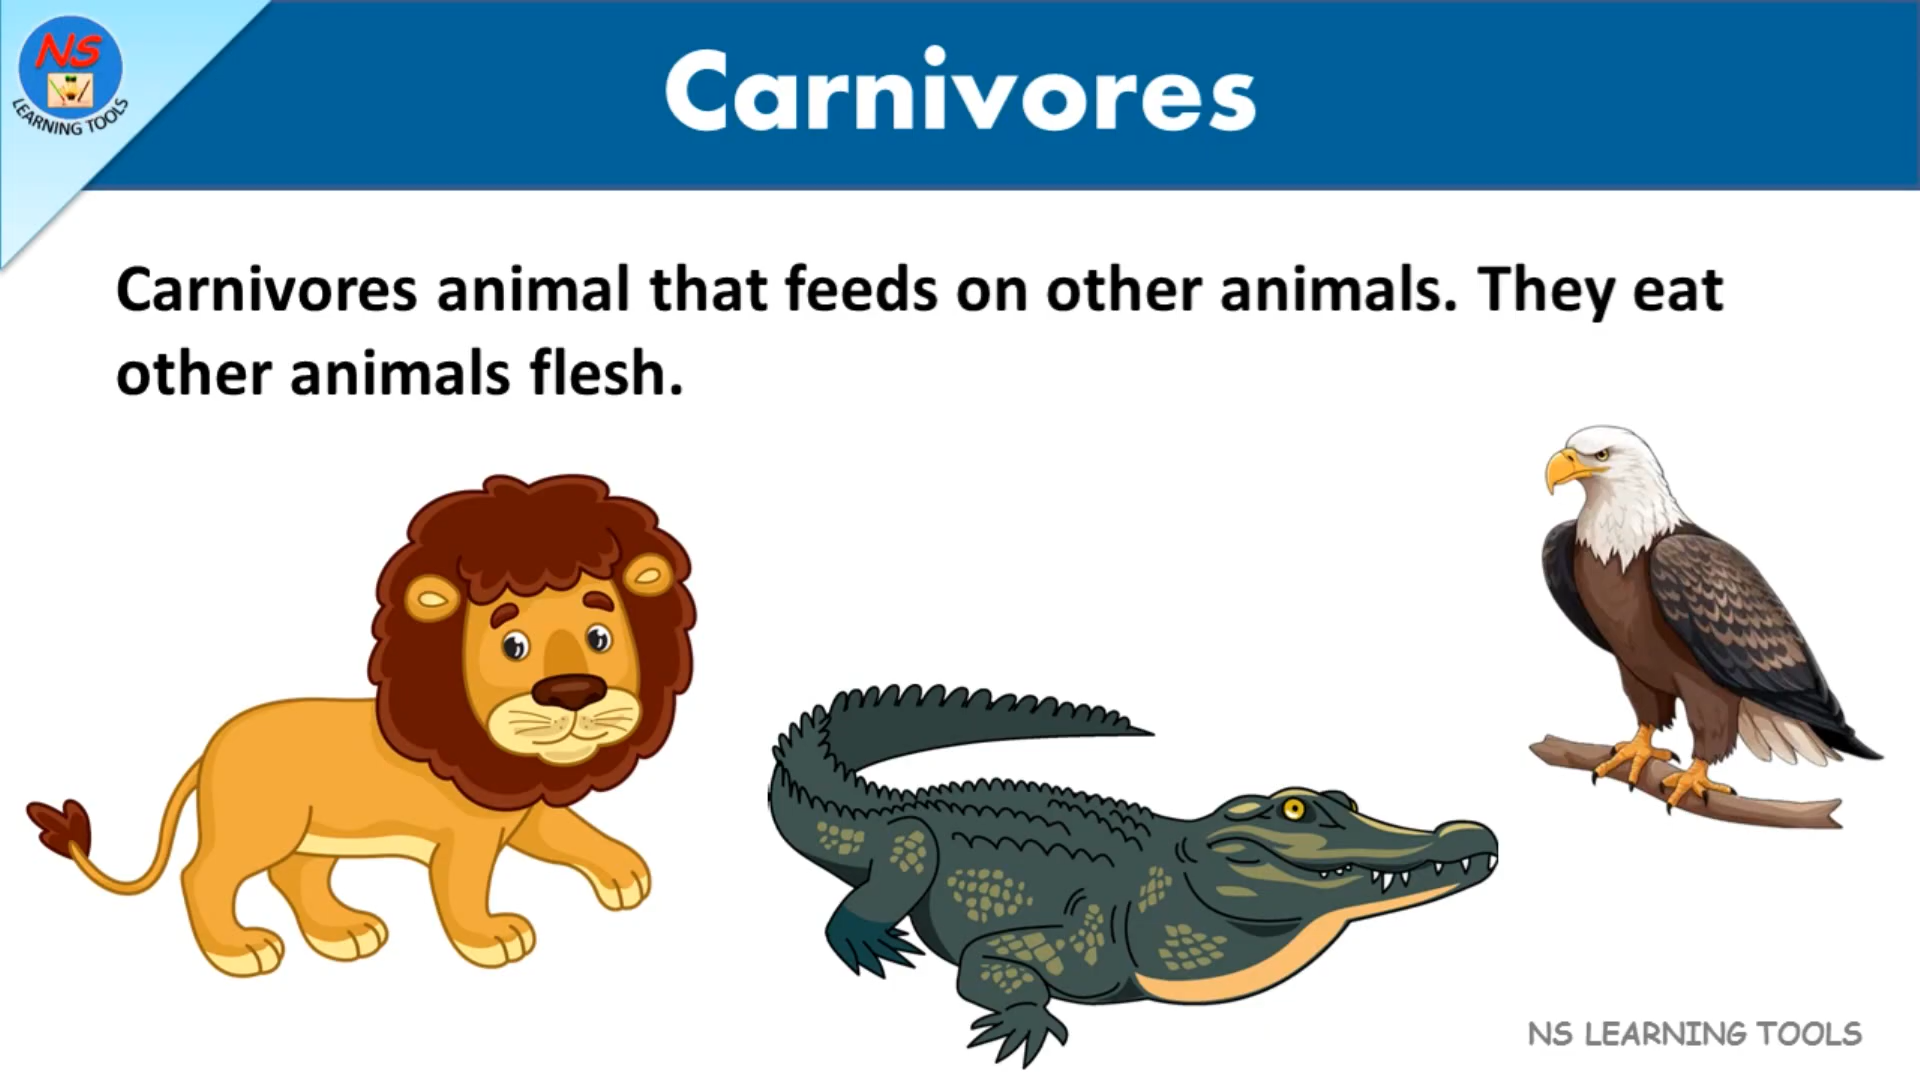 NS
LEARNING TOOLS
Carnivores
Carnivores animal that feeds on other animals. They eat
other animals flesh.
NS LEARNING TOOLS